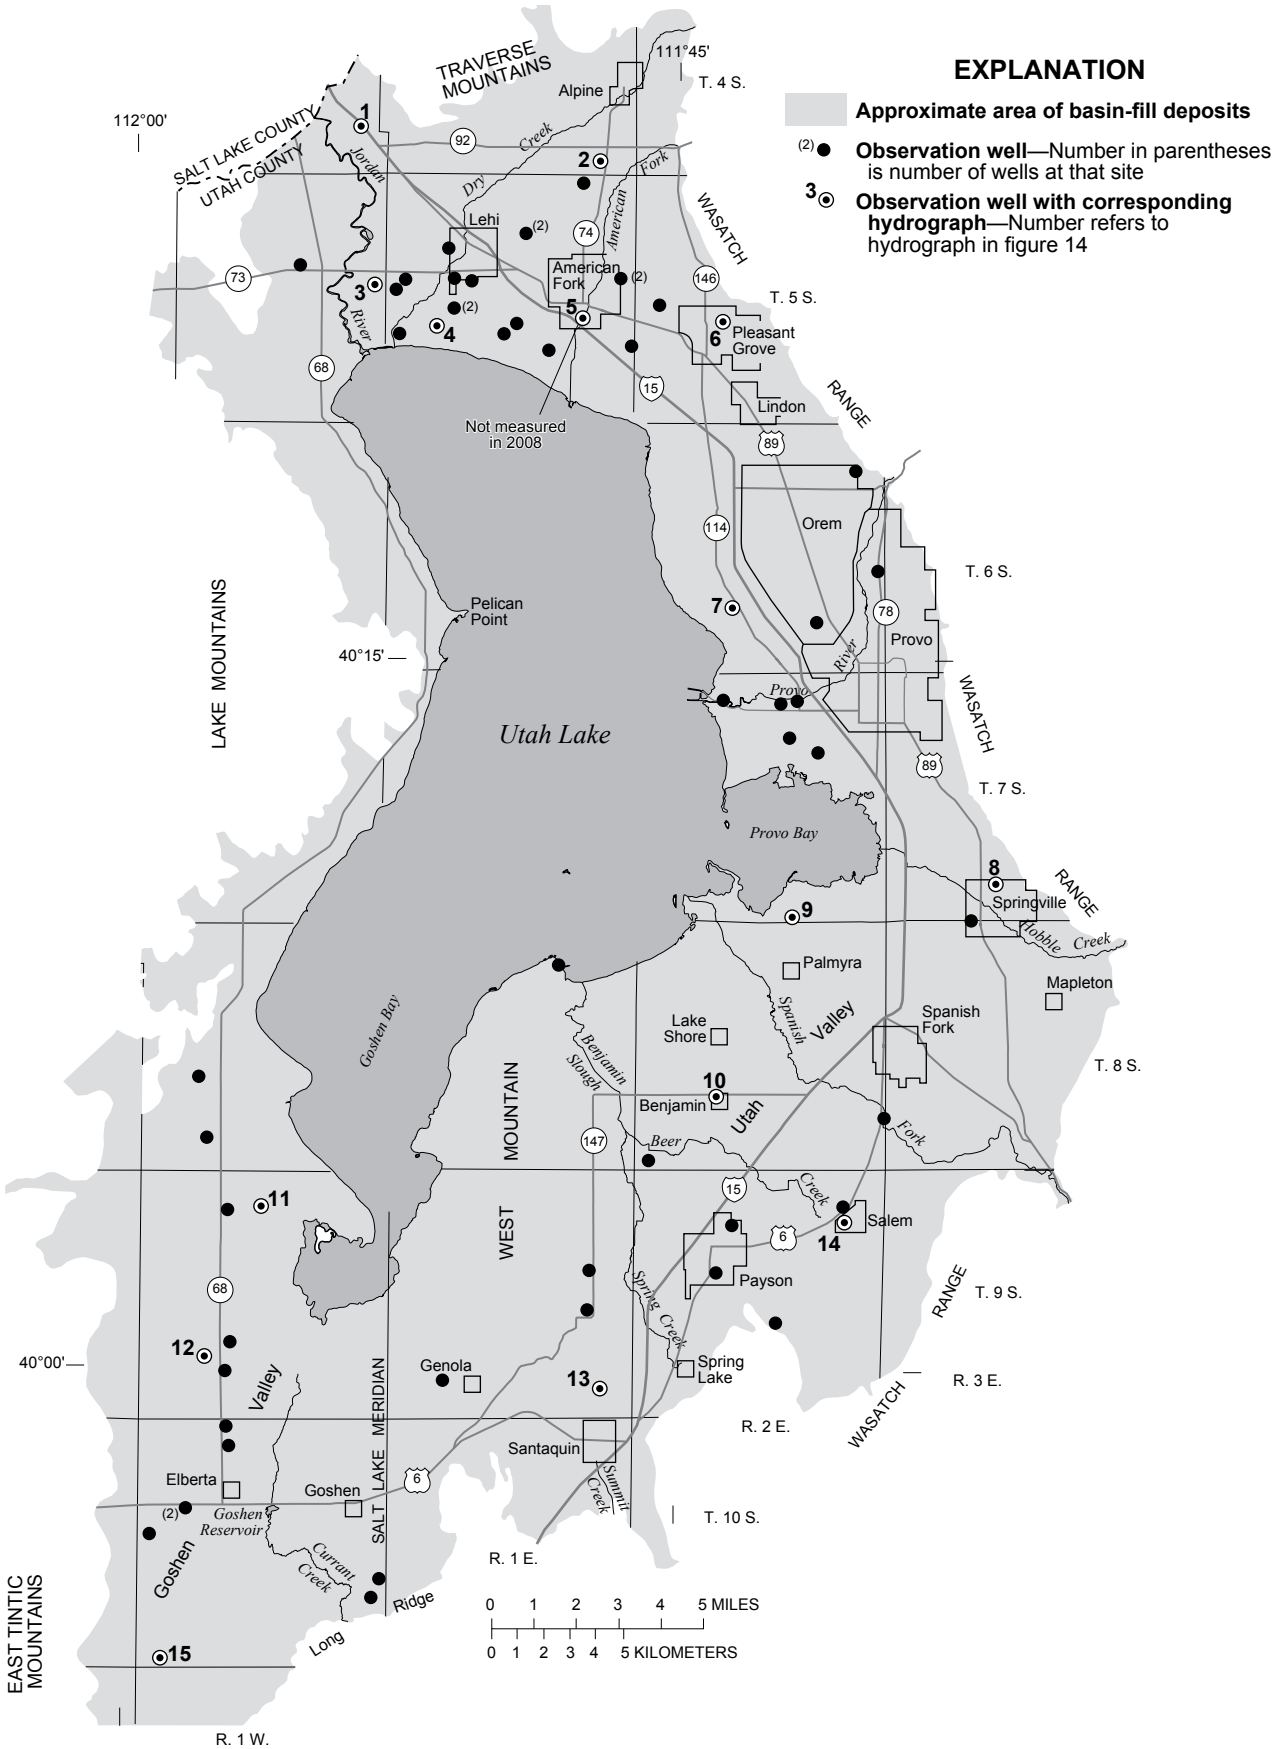 TRAVERSE
MOUNTAINS
111°45'
T. 4 S.
EXPLANATION
Approximate area of basin-fill deposits
(2) Observation well—Number in parentheses
is number of wells at that site
3 Observation well with corresponding
hydrograph—Number refers to
hydrograph in figure 14
Alpine
112°00'
1
SALT LAKE COUNTY
UTAH COUNTY
92
Dry
Creek
2
Fork
American
Jordan
River
WASATCH
RANGE
Lehi
(2)
74
73
3
American
Fork
(2)
146
T. 5 S.
(2)
4
5
6
Pleasant
Grove
68
15
Lindon
Not measured
in 2008
89
Orem
114
T. 6 S.
LAKE MOUNTAINS
Pelican
Point
7
78
Provo
40°15'
River
Provo
WASATCH
RANGE
Utah Lake
89
T. 7 S.
Provo Bay
8
Springville
9
Hobble
Creek
Palmyra
Mapleton
Goshen Bay
Lake
Shore
Spanish
Fork
Valley
Utah
Spanish
Fork
Benjamin
Slough
T. 8 S.
WEST
MOUNTAIN
10
Benjamin
147
Beer
Creek
11
15
Salem
14
6
Payson
68
Spring
Creek
RANGE
WASATCH
T. 9 S.
12
40°00'
Valley
Goshen
Genola
13
Spring
Lake
R. 3 E.
R. 2 E.
SALT LAKE MERIDIAN
Santaquin
Elberta
Goshen
6
Summit
Creek
(2)
Goshen
Reservoir
T. 10 S.
Currant
Creek
R. 1 E.
EAST TINTIC
MOUNTAINS
Long
Ridge
0 1 2 3 4 5 MILES
0 1 2 3 4 5 KILOMETERS
15
R. 1 W.